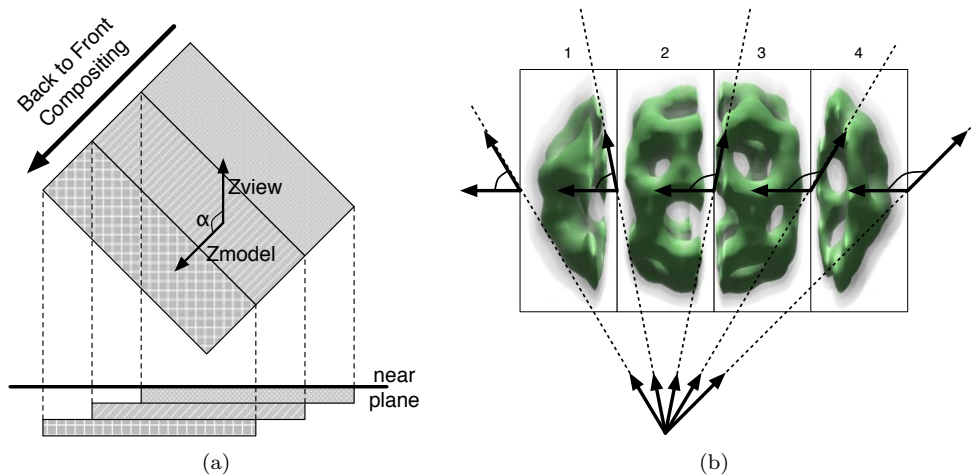 Back to Front
Compositing
Zview
α
Zmodel
near
plane
(a)
1 2 3 4
(b)